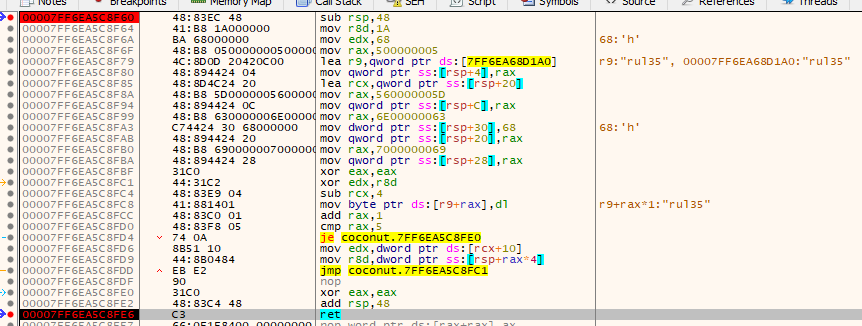 Notes Breakpoints Memory Map Call Stack SEH Script Symbols Source References Threads
00007FF6EA5C8F60 48:83EC 48 sub rsp,48
00007FF6EA5C8F64 41:B8 1A000000 mov r8d,1A
00007FF6EA5C8F6A BA 68000000 mov edx,68 68:'h'
00007FF6EA5C8F6F 48:B8 0500000005000000 mov rax,500000005
00007FF6EA5C8F79 4C:8D0D 20420C00 lea r9,qword ptr ds:[7FF6EA68D1A0] r9:"rul35", 00007FF6EA68D1A0:"rul35"
00007FF6EA5C8F80 48:894424 04 mov qword ptr ss:[rsp+4],rax
00007FF6EA5C8F85 48:8D4C24 20 lea rcx,qword ptr ss:[rsp+20]
00007FF6EA5C8F8A 48:B8 5D00000056000000 mov rax,560000005D
00007FF6EA5C8F94 48:894424 0C mov qword ptr ss:[rsp+C],rax
00007FF6EA5C8F99 48:B8 630000006E000000 mov rax,6E00000063
00007FF6EA5C8FA3 C74424 30 68000000 mov dword ptr ss:[rsp+30],68 68:'h'
00007FF6EA5C8FAB 48:894424 20 mov qword ptr ss:[rsp+20],rax
00007FF6EA5C8FB0 48:B8 6900000070000000 mov rax,7000000069
00007FF6EA5C8FBA 48:894424 28 mov qword ptr ss:[rsp+28],rax
00007FF6EA5C8FBF 31C0 xor eax,eax
00007FF6EA5C8FC1 44:31C2 xor edx,r8d
00007FF6EA5C8FC4 48:83E9 04 sub rcx,4
00007FF6EA5C8FC8 41:881401 mov byte ptr ds:[r9+rax],dl r9+rax*1:"rul35"
00007FF6EA5C8FCC 48:83C0 01 add rax,1
00007FF6EA5C8FD0 48:83F8 05 cmp rax,5
00007FF6EA5C8FD4 74 0A je coconut.7FF6EA5C8FE0
00007FF6EA5C8FD6 8B51 10 mov edx,dword ptr ds:[rcx+10]
00007FF6EA5C8FD9 44:8B0484 mov r8d,dword ptr ss:[rsp+rax*4]
00007FF6EA5C8FDD EB E2 jmp coconut.7FF6EA5C8FC1
00007FF6EA5C8FDF 90 nop
00007FF6EA5C8FE0 31C0 xor eax,eax
00007FF6EA5C8FE2 48:83C4 48 add rsp,48
00007FF6EA5C8FE6 C3 ret